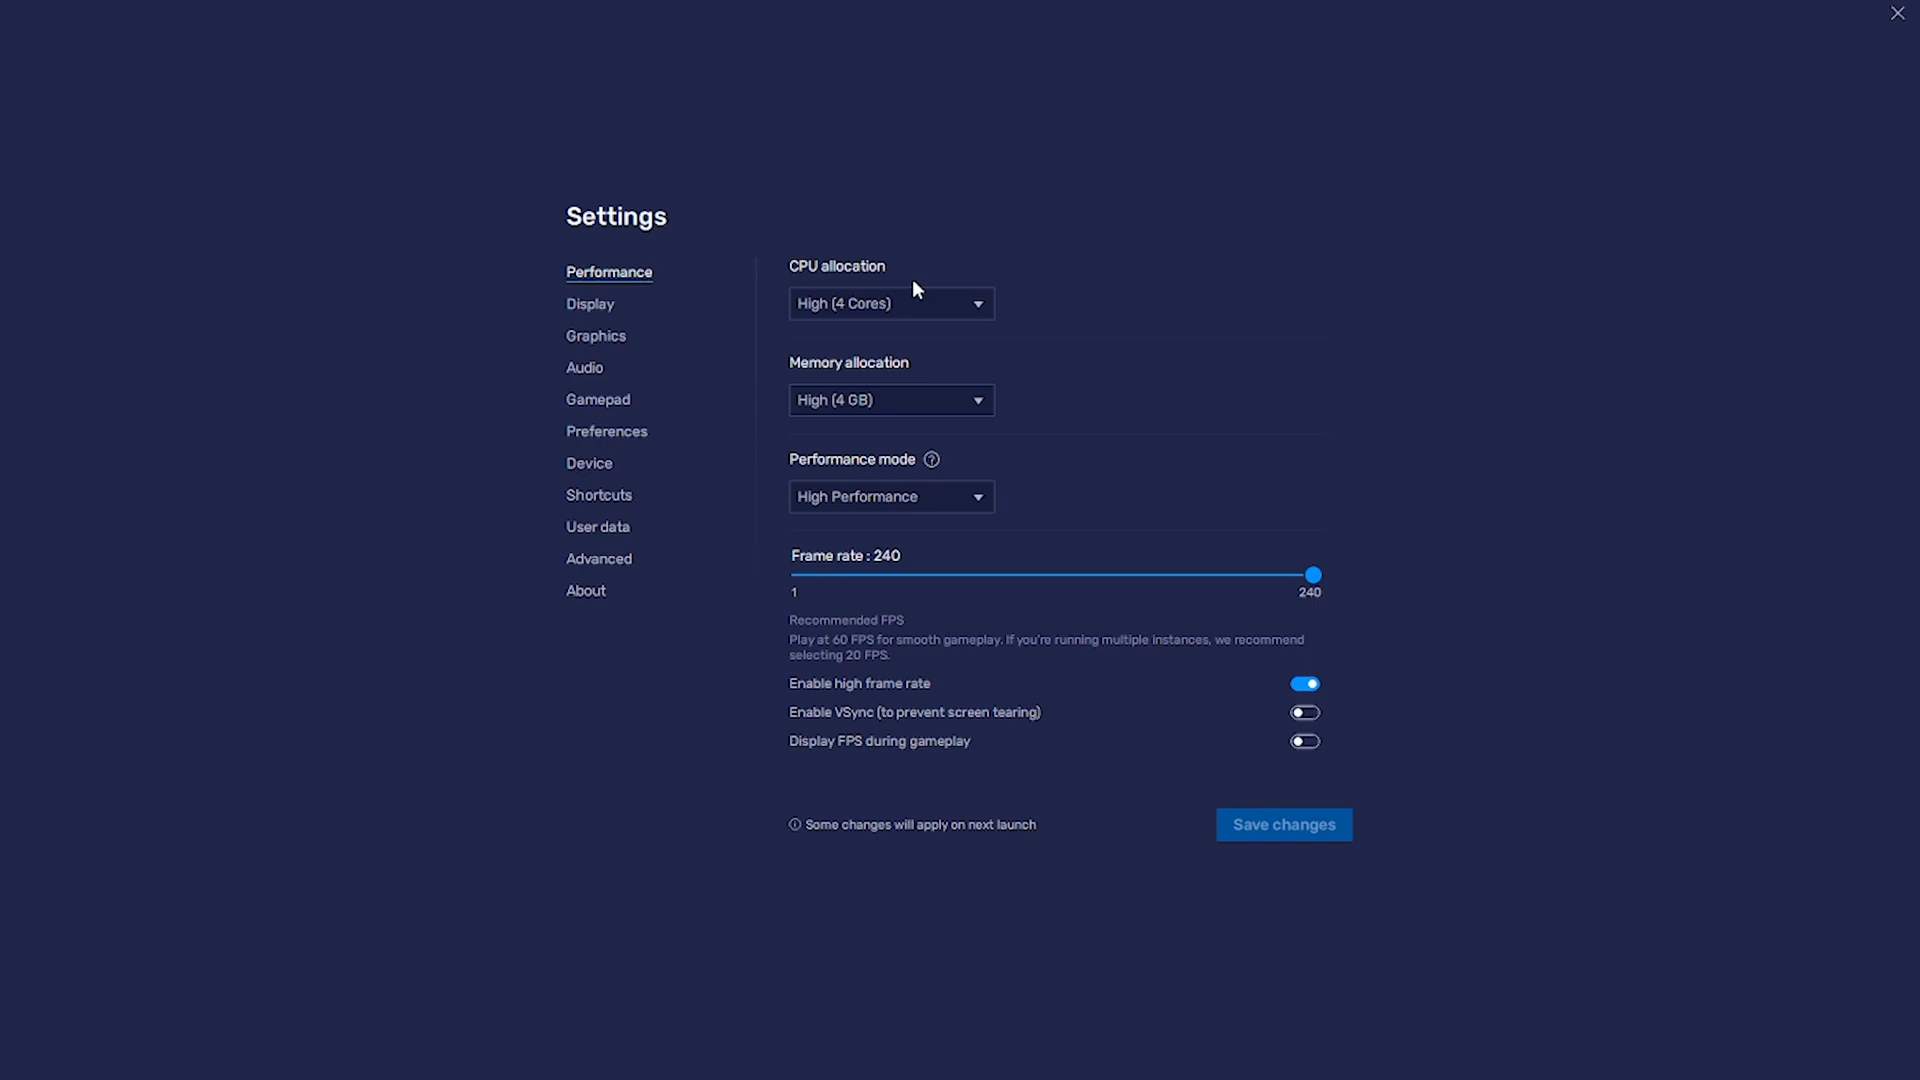 Settings
Performance
Display
Graphics
Audio
Gamepad
Preferences
Device
Shortcuts
User data
Advanced
About
CPU allocation
High (4 Cores)
Memory allocation
High (4 GB)
Performance mode
High Performance
Frame rate : 240
1 240
Recommended FPS
Play at 60 FPS for smooth gameplay. If you're running multiple instances, we recommend
selecting 20 FPS.
Enable high frame rate
Enable VSync (to prevent screen tearing)
Display FPS during gameplay
Some changes will apply on next launch
Save changes